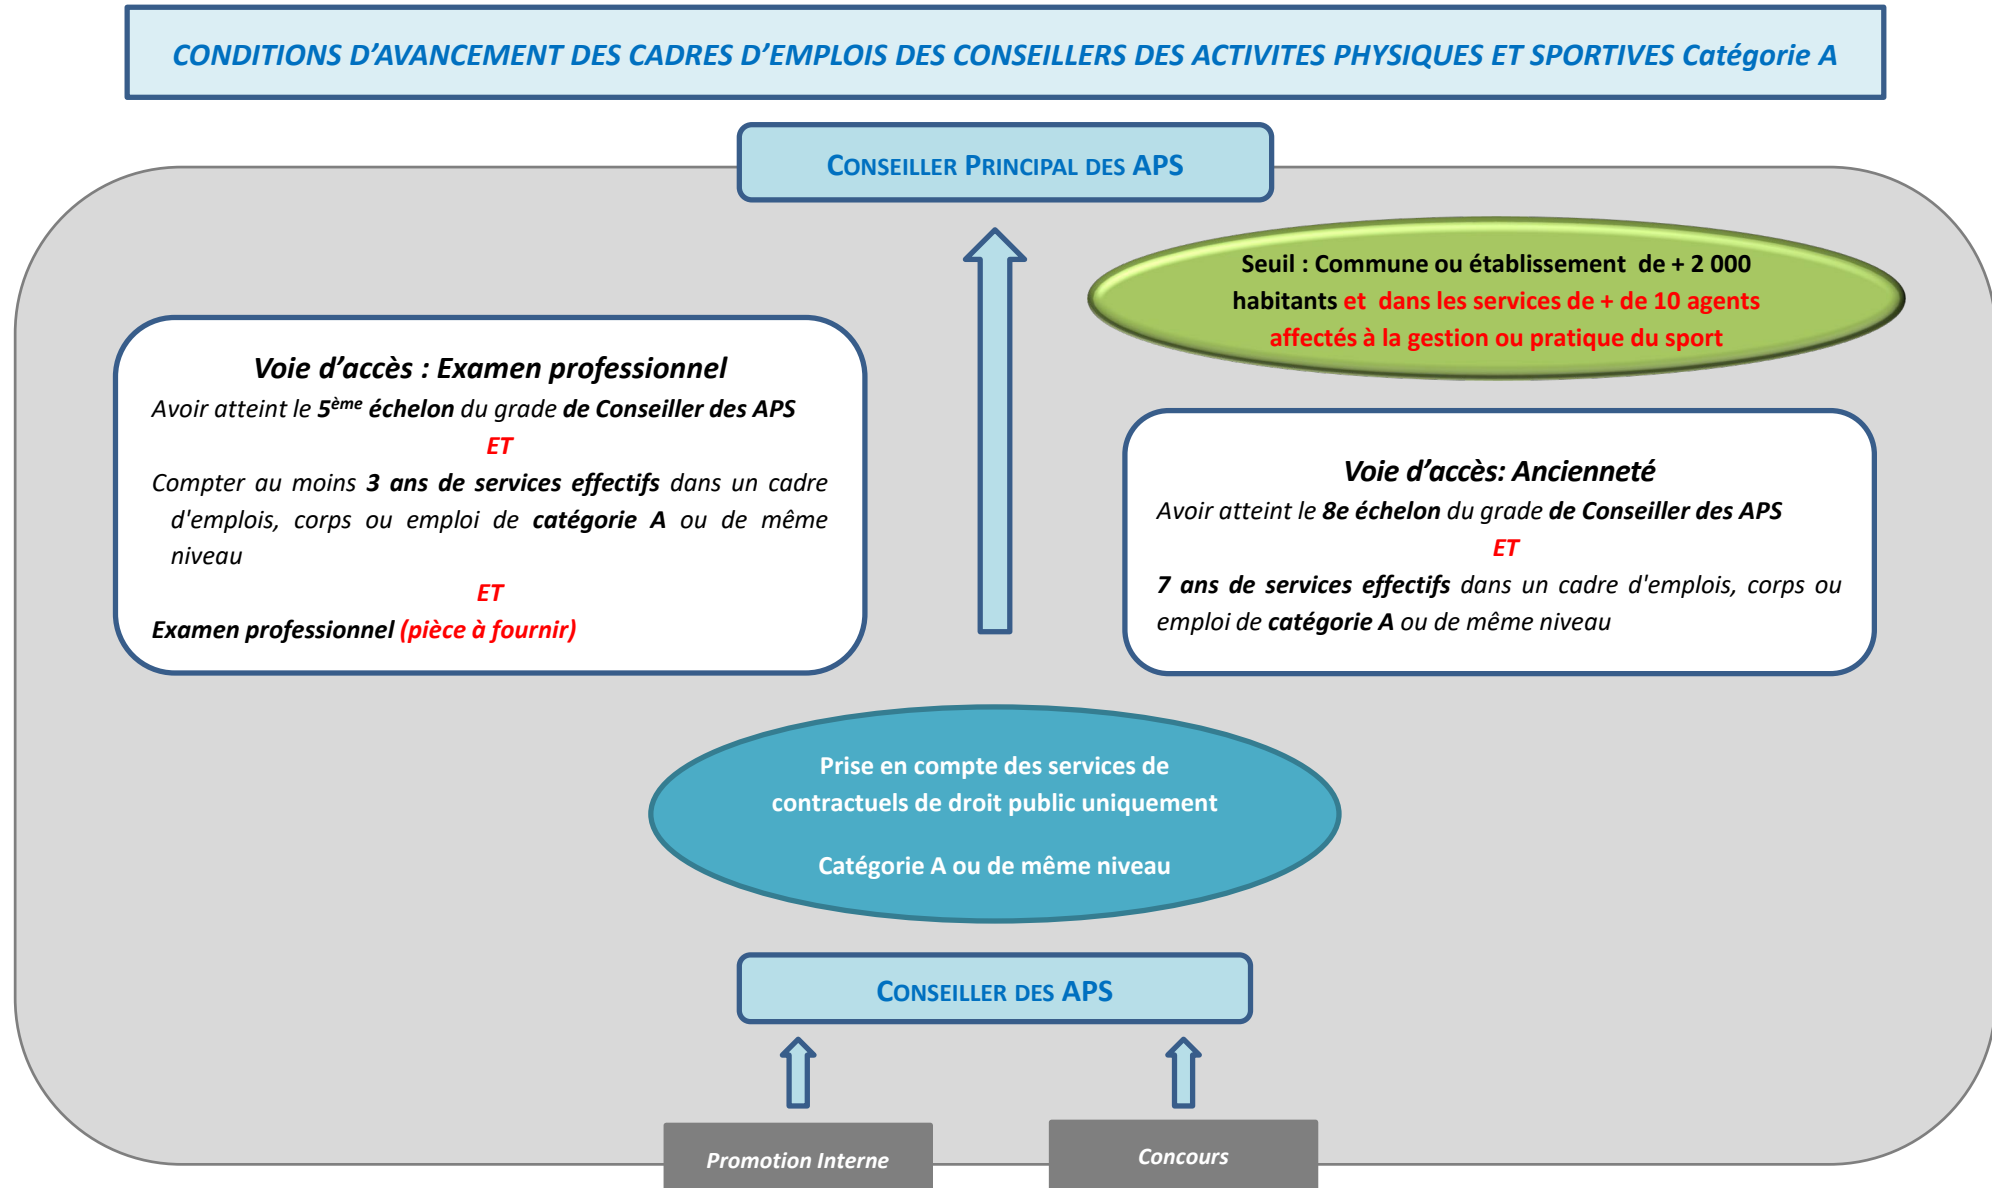 CONDITIONS D'AVANCEMENT DES CADRES D'EMPLOIS DES CONSEILLERS DES ACTIVITES PHYSIQUES ET SPORTIVES Catégorie A
CONSEILLER PRINCIPAL DES APS
Seuil : Commune ou établissement de + 2 000
habitants et dans les services de + de 10 agents
affectés à la gestion ou pratique du sport
Voie d'accès : Examen professionnel
Avoir atteint le 5ème échelon du grade de Conseiller des APS
ET
Compter au moins 3 ans de services effectifs dans un cadre
d'emplois, corps ou emploi de catégorie A ou de même
niveau
ET
Examen professionnel (pièce à fournir)
Voie d'accès: Ancienneté
Avoir atteint le 8e échelon du grade de Conseiller des APS
ET
7 ans de services effectifs dans un cadre d'emplois, corps ou
emploi de catégorie A ou de même niveau
Prise en compte des services de
contractuels de droit public uniquement
Catégorie A ou de même niveau
CONSEILLER DES APS
Promotion Interne
Concours